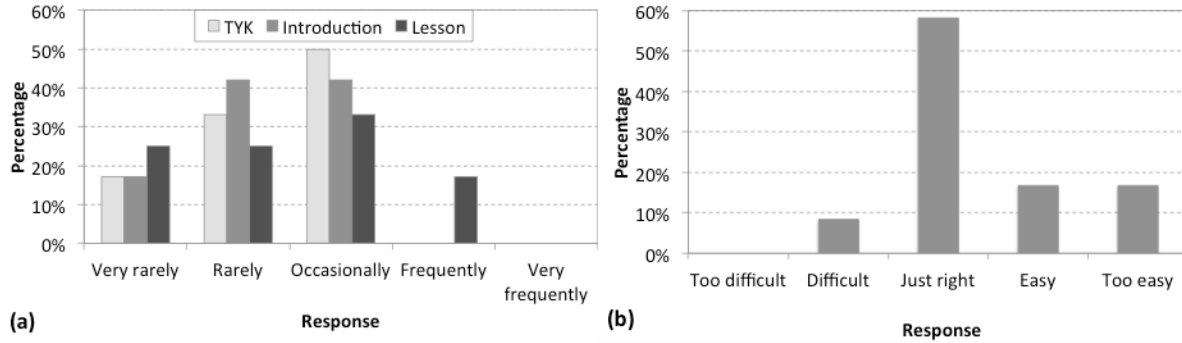 60%
50%
40%
30%
20%
10%
0%
Percentage
TYK Introduction Lesson
Very rarely Rarely Occasionally Frequently Very
frequently
Response
(a)
60%
50%
40%
30%
20%
10%
0%
Percentage
Too difficult Difficult Just right Easy Too easy
Response
(b)